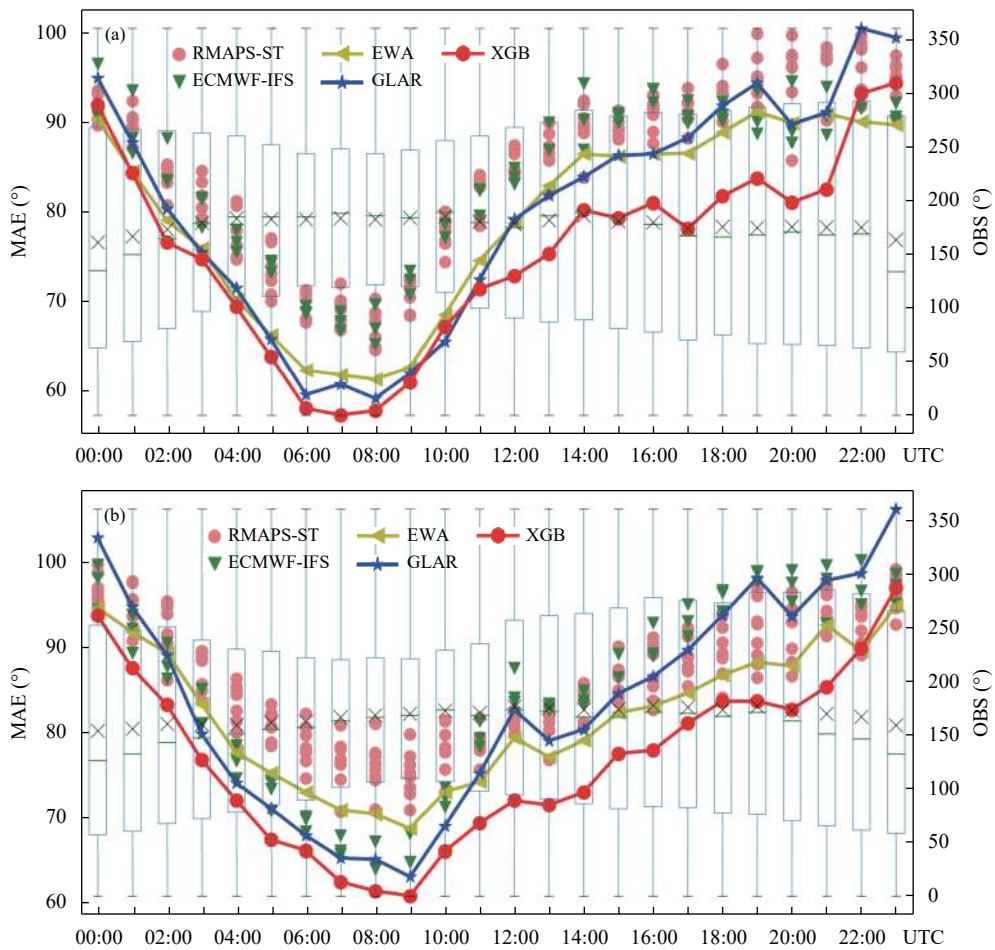 (a)
RMAPS-ST EWA XGB
ECMWF-IFS GLAR
MAE (°)
100
90
80
70
60
OBS (°)
350
300
250
200
150
100
50
0
00:00 02:00 04:00 06:00 08:00 10:00 12:00 14:00 16:00 18:00 20:00 22:00 UTC
(b)
RMAPS-ST EWA XGB
ECMWF-IFS GLAR
MAE (°)
100
90
80
70
60
OBS (°)
350
300
250
200
150
100
50
0
00:00 02:00 04:00 06:00 08:00 10:00 12:00 14:00 16:00 18:00 20:00 22:00 UTC